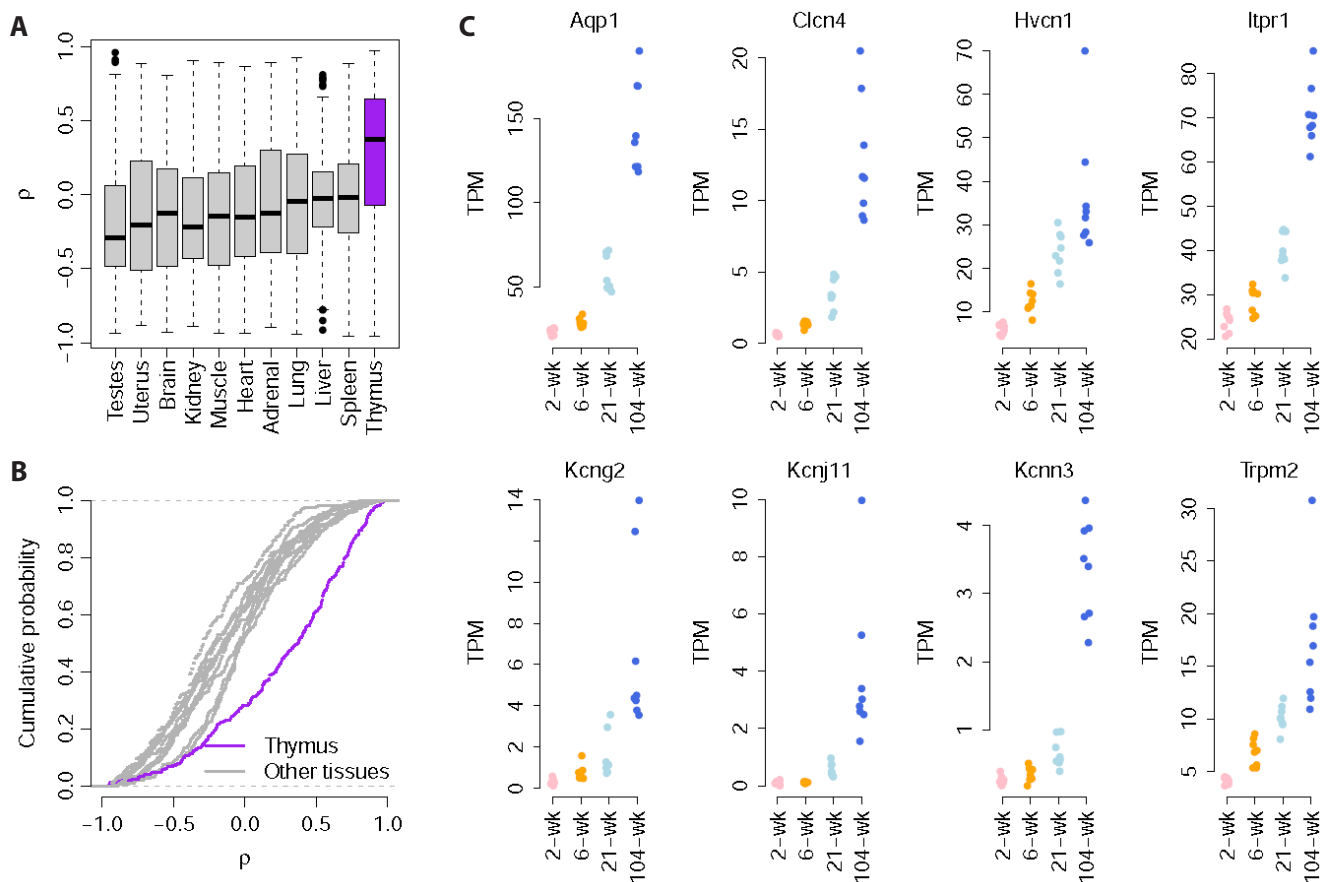 A
1.0
0.5
0.0
−0.5
−1.0
ρ
Testes
Uterus
Brain
Kidney
Muscle
Heart
Adrenal
Lung
Liver
Spleen
Thymus
B
1.0
0.8
0.6
0.4
0.2
0.0
Cumulative probability
Thymus
Other tissues
−1.0 −0.5 0.0 0.5 1.0
ρ
C
Aqp1
150
100
50
TPM
2−wk
6−wk
21−wk
104−wk
Clcn4
20
15
10
5
0
TPM
2−wk
6−wk
21−wk
104−wk
Hvcn1
70
60
50
40
30
20
10
TPM
2−wk
6−wk
21−wk
104−wk
Itpr1
80
70
60
50
40
30
20
TPM
2−wk
6−wk
21−wk
104−wk
Kcng2
14
12
10
8
6
4
2
0
TPM
2−wk
6−wk
21−wk
104−wk
Kcnj11
10
8
6
4
2
0
TPM
2−wk
6−wk
21−wk
104−wk
Kcnn3
4
3
2
1
TPM
2−wk
6−wk
21−wk
104−wk
Trpm2
30
25
20
15
10
5
TPM
2−wk
6−wk
21−wk
104−wk